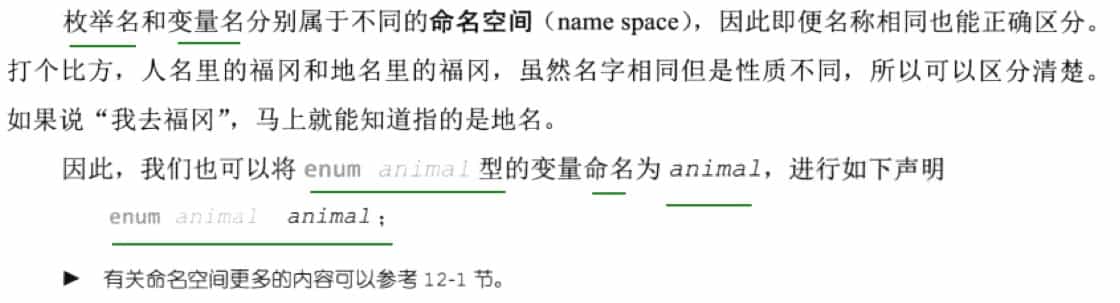 枚举名和变量名分别属于不同的命名空间（name space），因此即便名称相同也能正确区分。
打个比方，人名里的福冈和地名里的福冈，虽然名字相同但是性质不同，所以可以区分清楚。
如果说“我去福冈”，马上就能知道指的是地名。
因此，我们也可以将 enum animal 型的变量命名为 animal，进行如下声明
enum animal animal;
► 有关命名空间更多的内容可以参考 12-1 节。